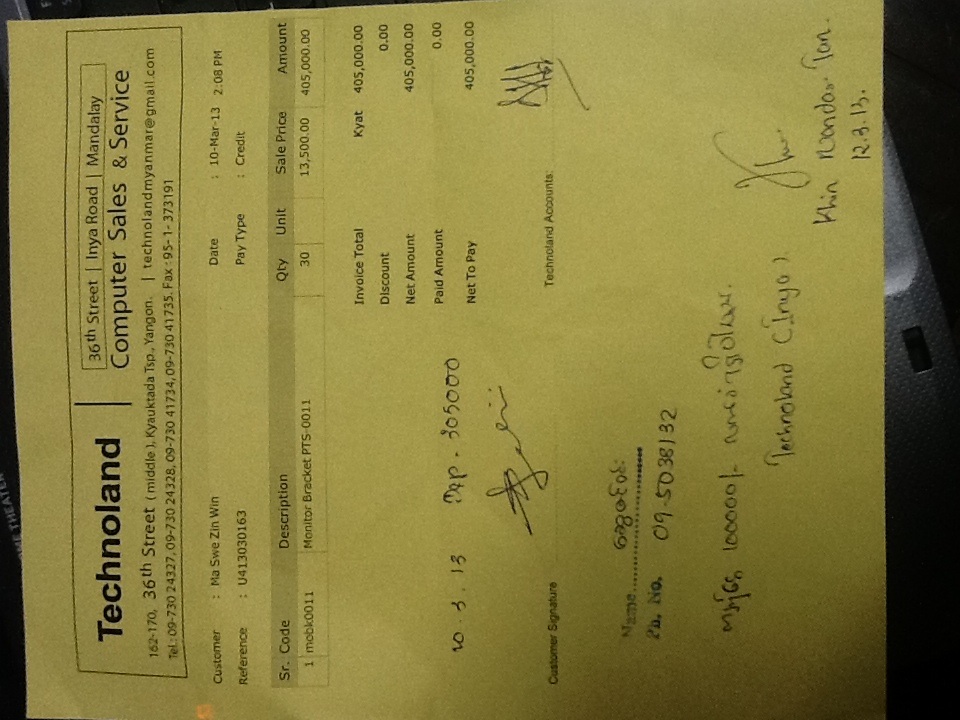 ME THEATER
Technoland
36th Street | Inya Road | Mandalay
Computer Sales & Service
162-170, 36th Street (middle), Kyauktada Tsp., Yangon. | technolandmyanmar@gmail.com
Tel : 09-730 24327, 09-730 24328, 09-730 41734, 09-730 41735. Fax : 95-1-373191
Customer : Ma Swe Zin Win Date : 10-Mar-13 2:08 PM
Reference : U413030163 Pay Type : Credit
Sr. Code Description Qty Unit Sale Price Amount
1 mobk0011 Monitor Bracket PTS-0011 30 13,500.00 405,000.00
Invoice Total Kyat 405,000.00
Discount 0.00
Net Amount 405,000.00
Paid Amount 0.00
Net To Pay 405,000.00
10.3.13 Dep. 305000
Customer Signature
Technoland Accounts:
Name
Ph. No. 09-5038132
100000/-
Technoland (Inya)
Khin Nandar Tan.
12.3.13.